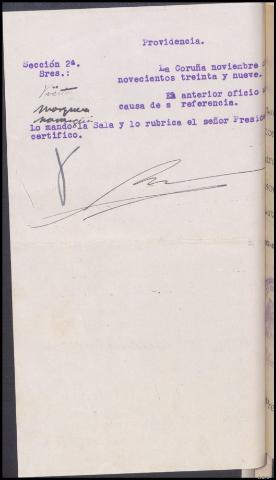 Providencia.
Sección 2ª.
Sres.:
La Coruña noviembre
novecientos treinta y nueve.
El anterior oficio
causa de s referencia.
Lo mandó la Sala y lo rubrica el señor Presid
certifico.